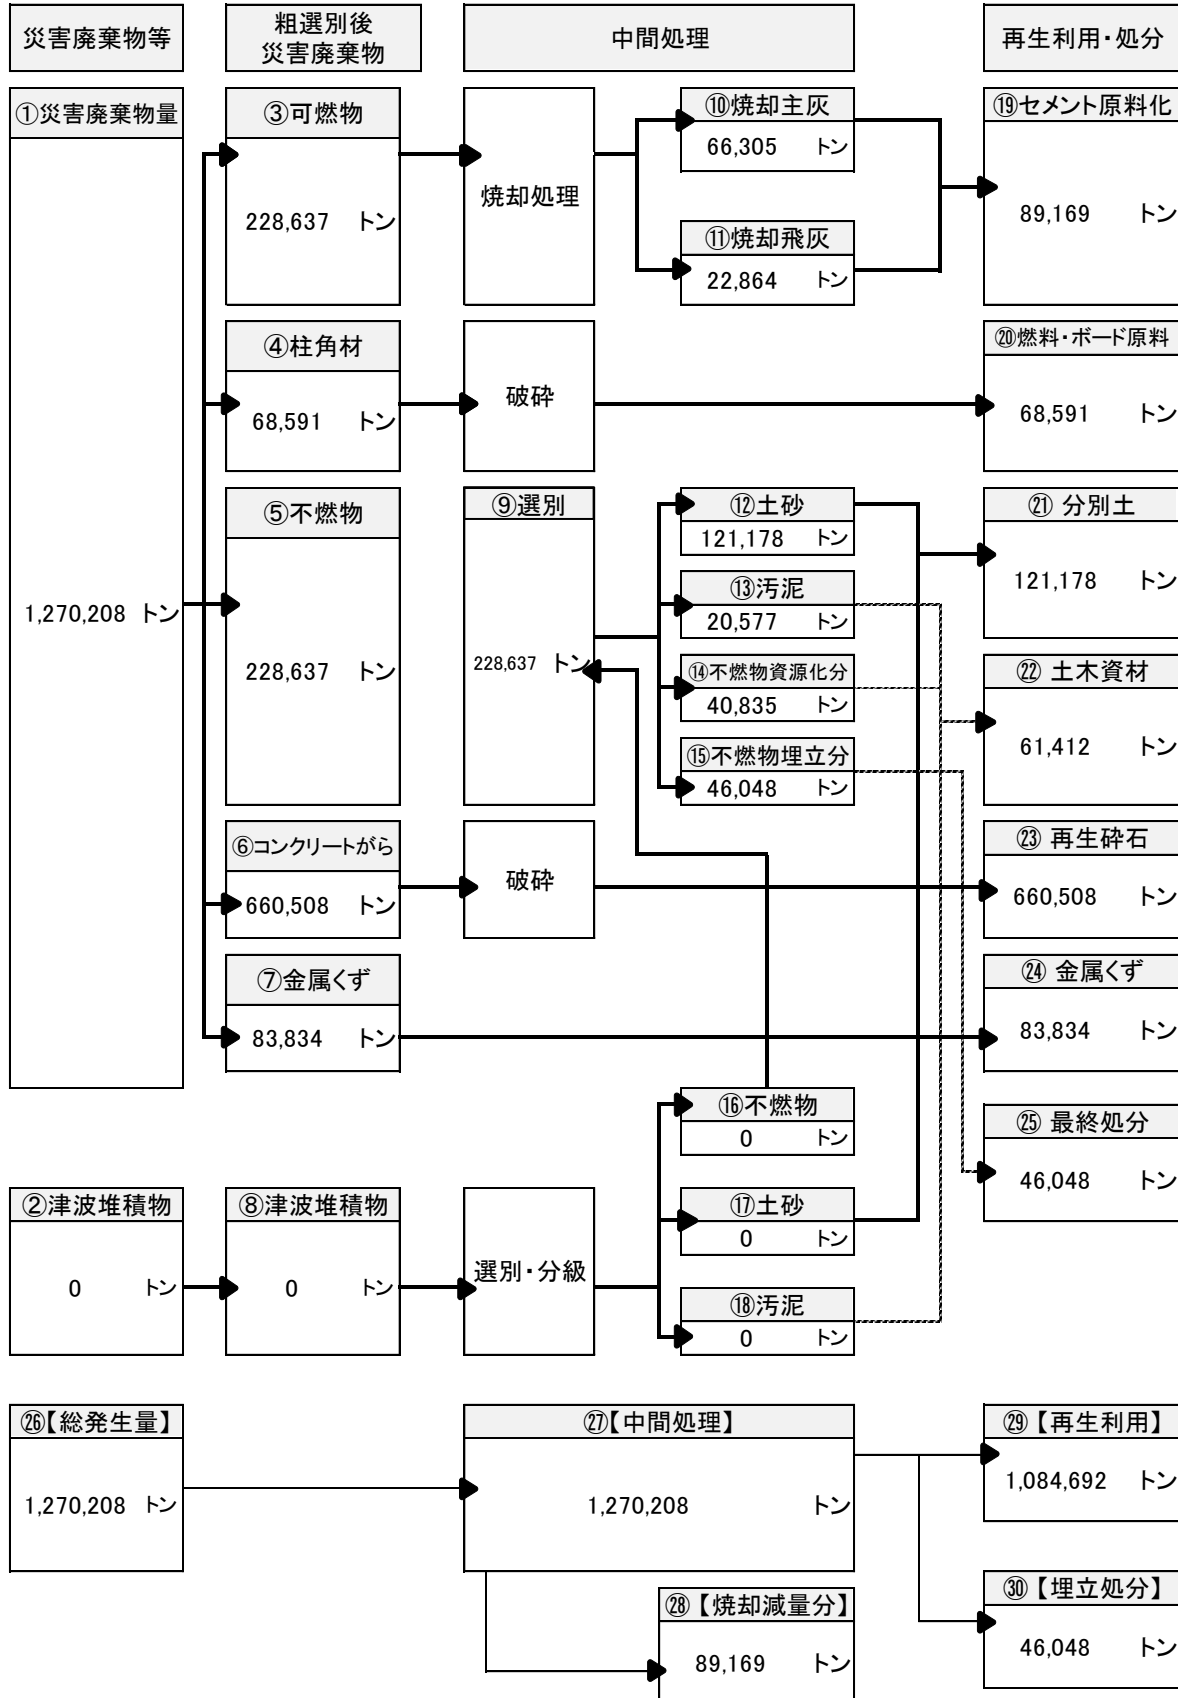 災害廃棄物等
粗選別後
災害廃棄物
中間処理
再生利用・処分
①災害廃棄物量
1,270,208 トン
③可燃物
228,637 トン
焼却処理
⑩焼却主灰
66,305 トン
⑪焼却飛灰
22,864 トン
⑲セメント原料化
89,169 トン
④柱角材
68,591 トン
破砕
⑳燃料・ボード原料
68,591 トン
⑤不燃物
228,637 トン
⑨選別
228,637 トン
⑫土砂
121,178 トン
⑬汚泥
20,577 トン
⑭不燃物資源化分
40,835 トン
⑮不燃物埋立分
46,048 トン
㉑ 分別土
121,178 トン
㉒ 土木資材
61,412 トン
⑥コンクリートがら
660,508 トン
破砕
㉓ 再生砕石
660,508 トン
⑦金属くず
83,834 トン
㉔ 金属くず
83,834 トン
⑯不燃物
0 トン
㉕ 最終処分
46,048 トン
②津波堆積物
0 トン
⑧津波堆積物
0 トン
選別・分級
⑰土砂
0 トン
⑱汚泥
0 トン
㉖【総発生量】
1,270,208 トン
㉗【中間処理】
1,270,208 トン
㉙【再生利用】
1,084,692 トン
㉘【焼却減量分】
89,169 トン
㉚【埋立処分】
46,048 トン